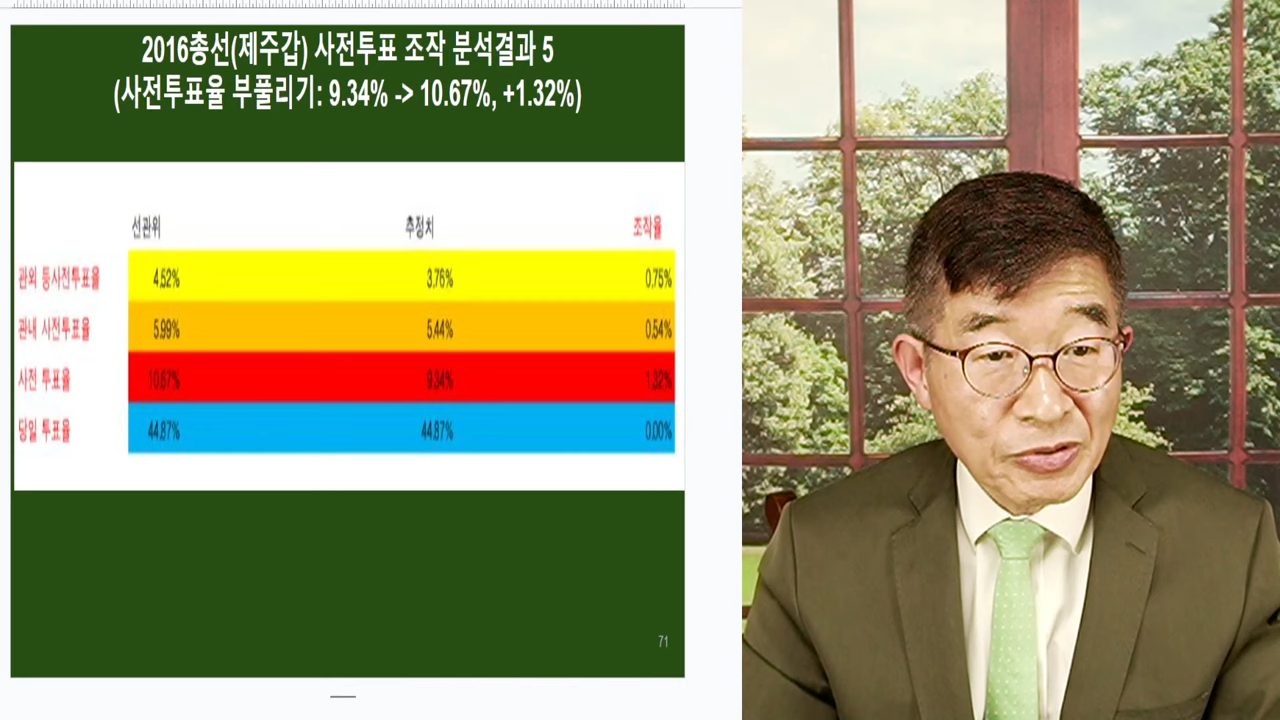 2016총선(제주갑) 사전투표 조작 분석결과 5
(사전투표율 부풀리기: 9.34% -> 10.67%, +1.32%)
선관위 추정치 조작율
관외 등사전투표율 4.52% 3.76% 0.75%
관내 사전투표율 5.99% 5.44% 0.54%
사전 투표율 10.67% 9.34% 1.32%
당일 투표율 44.87% 44.87% 0.00%
71